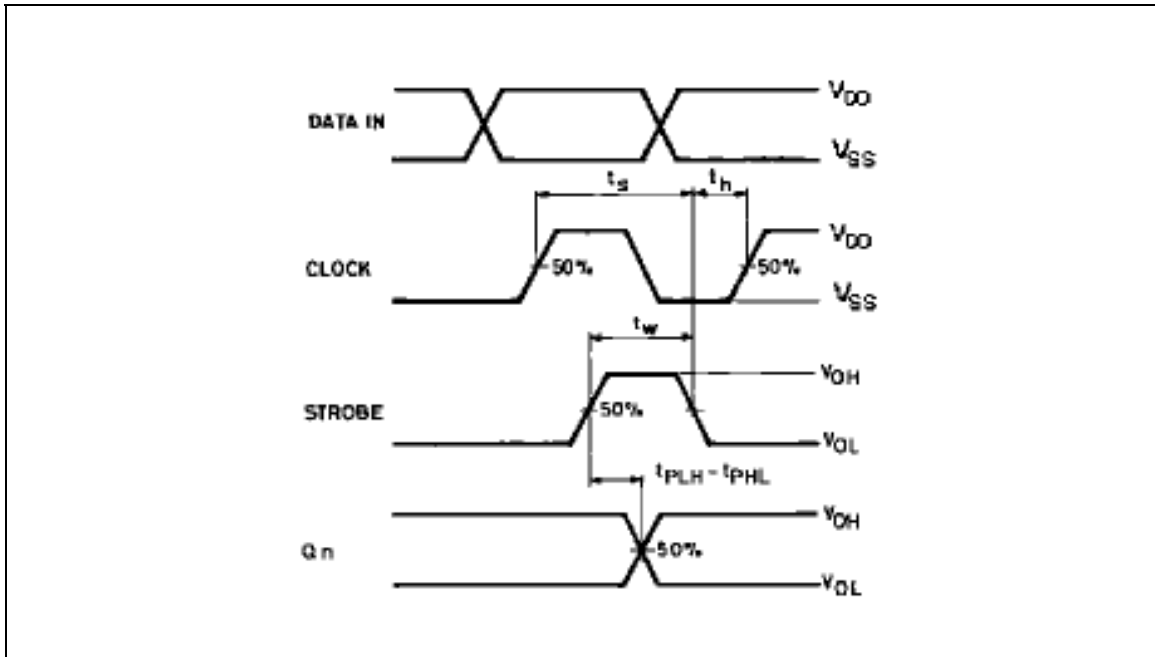 DATA IN
VDD
VSS
ts
th
CLOCK
50%
50%
VDD
VSS
tw
STROBE
50%
VOH
VOL
tPLH - tPHL
Qn
50%
VOH
VOL